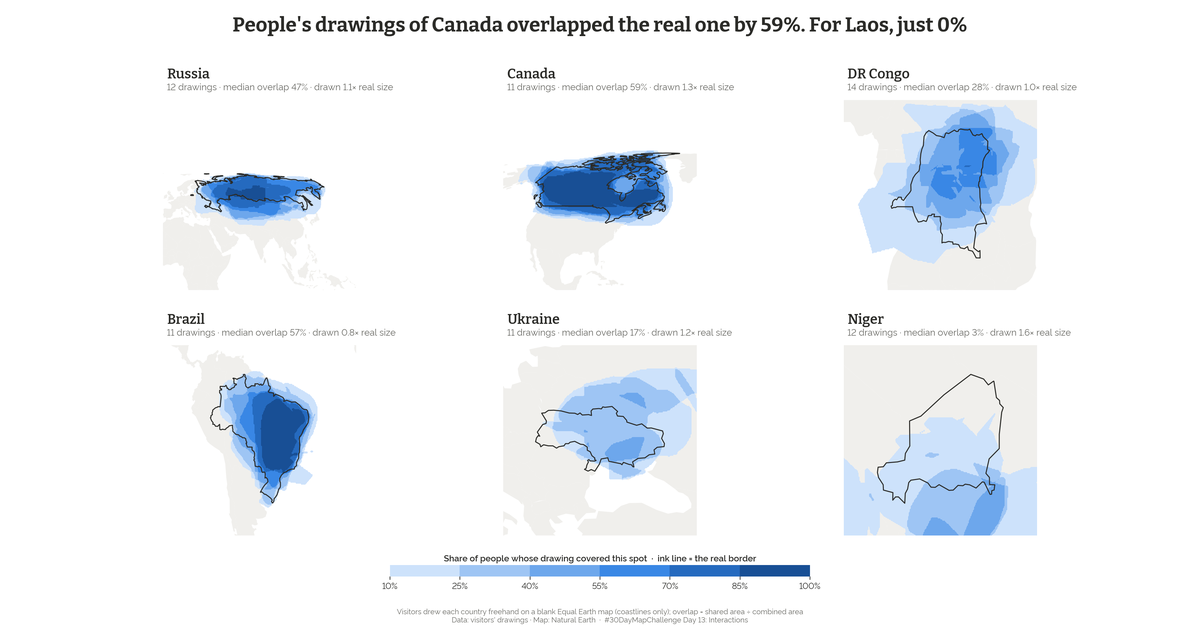 People's drawings of Canada overlapped the real one by 59%. For Laos, just 0%
Russia
12 drawings · median overlap 47% · drawn 1.1× real size
Canada
11 drawings · median overlap 59% · drawn 1.3× real size
DR Congo
14 drawings · median overlap 28% · drawn 1.0× real size
Brazil
11 drawings · median overlap 57% · drawn 0.8× real size
Ukraine
11 drawings · median overlap 17% · drawn 1.2× real size
Niger
12 drawings · median overlap 3% · drawn 1.6× real size
Share of people whose drawing covered this spot · ink line = the real border
10% 25% 40% 55% 70% 85% 100%
Visitors drew each country freehand on a blank Equal Earth map (coastlines only); overlap = shared area ÷ combined area
Data: visitors' drawings · Map: Natural Earth · #30DayMapChallenge Day 13: Interactions